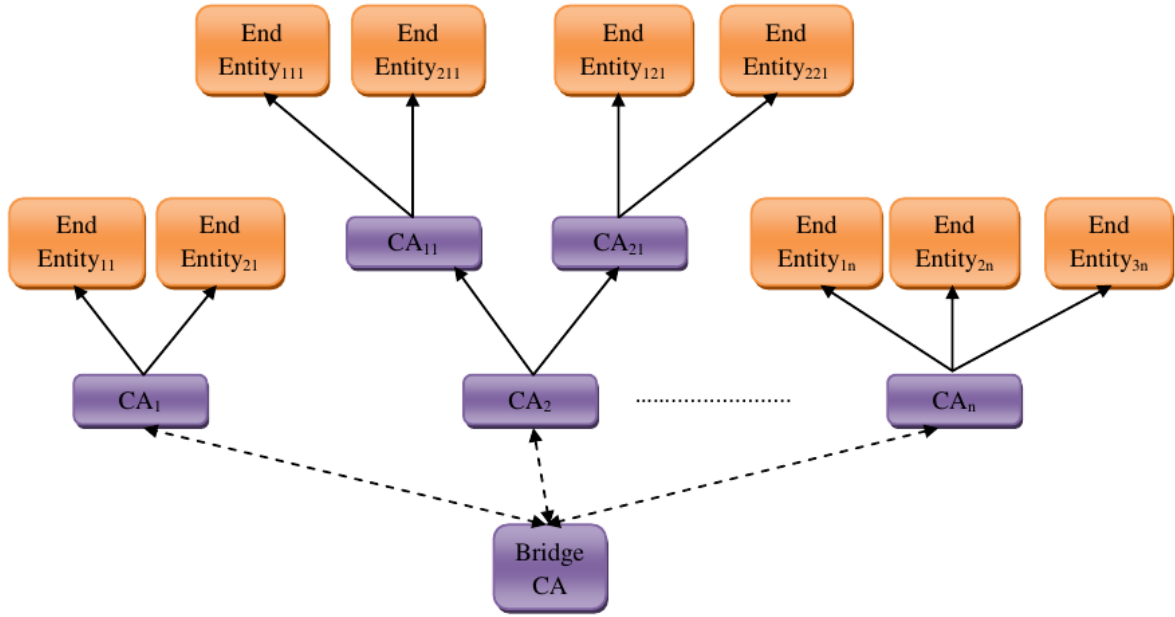 End
Entity₁₁₁
End
Entity₂₁₁
End
Entity₁₂₁
End
Entity₂₂₁
End
Entity₁₁
End
Entity₂₁
CA₁₁
CA₂₁
End
Entity₁ₙ
End
Entity₂ₙ
End
Entity₃ₙ
CA₁
CA₂
............................
CAₙ
Bridge
CA